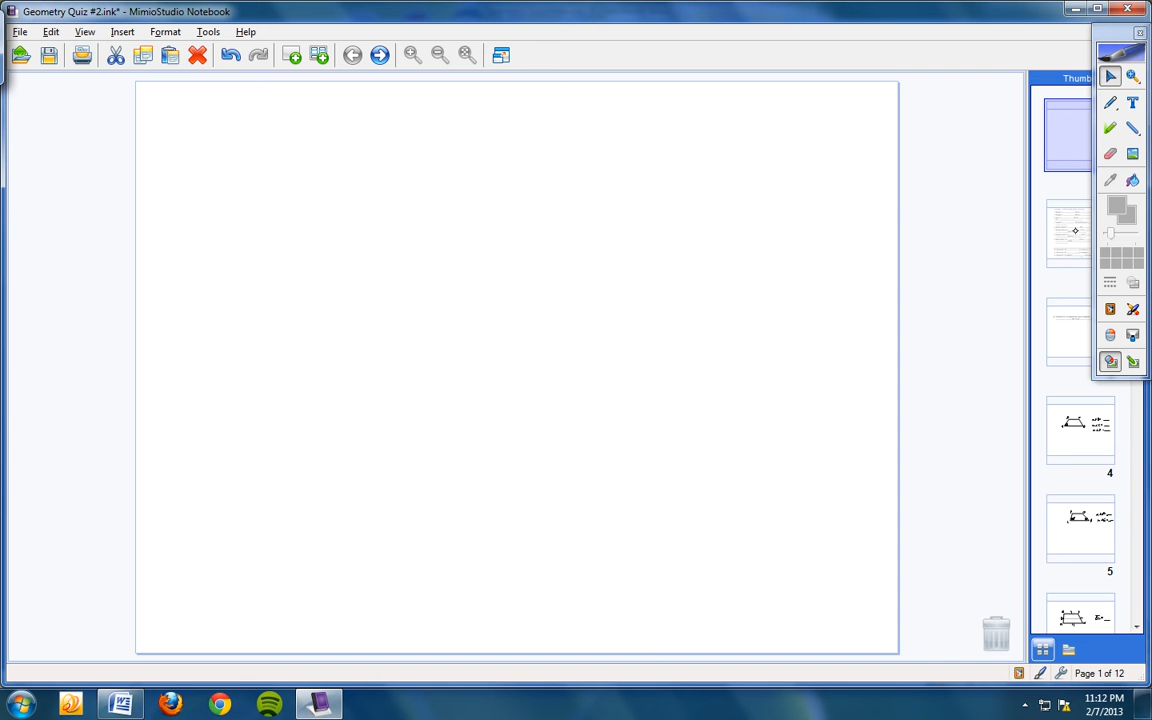 Geometry Quiz #2.ink* - MimioStudio Notebook
File Edit View Insert Format Tools Help
Thumb
4
5
Page 1 of 12
11:12 PM
2/7/2013